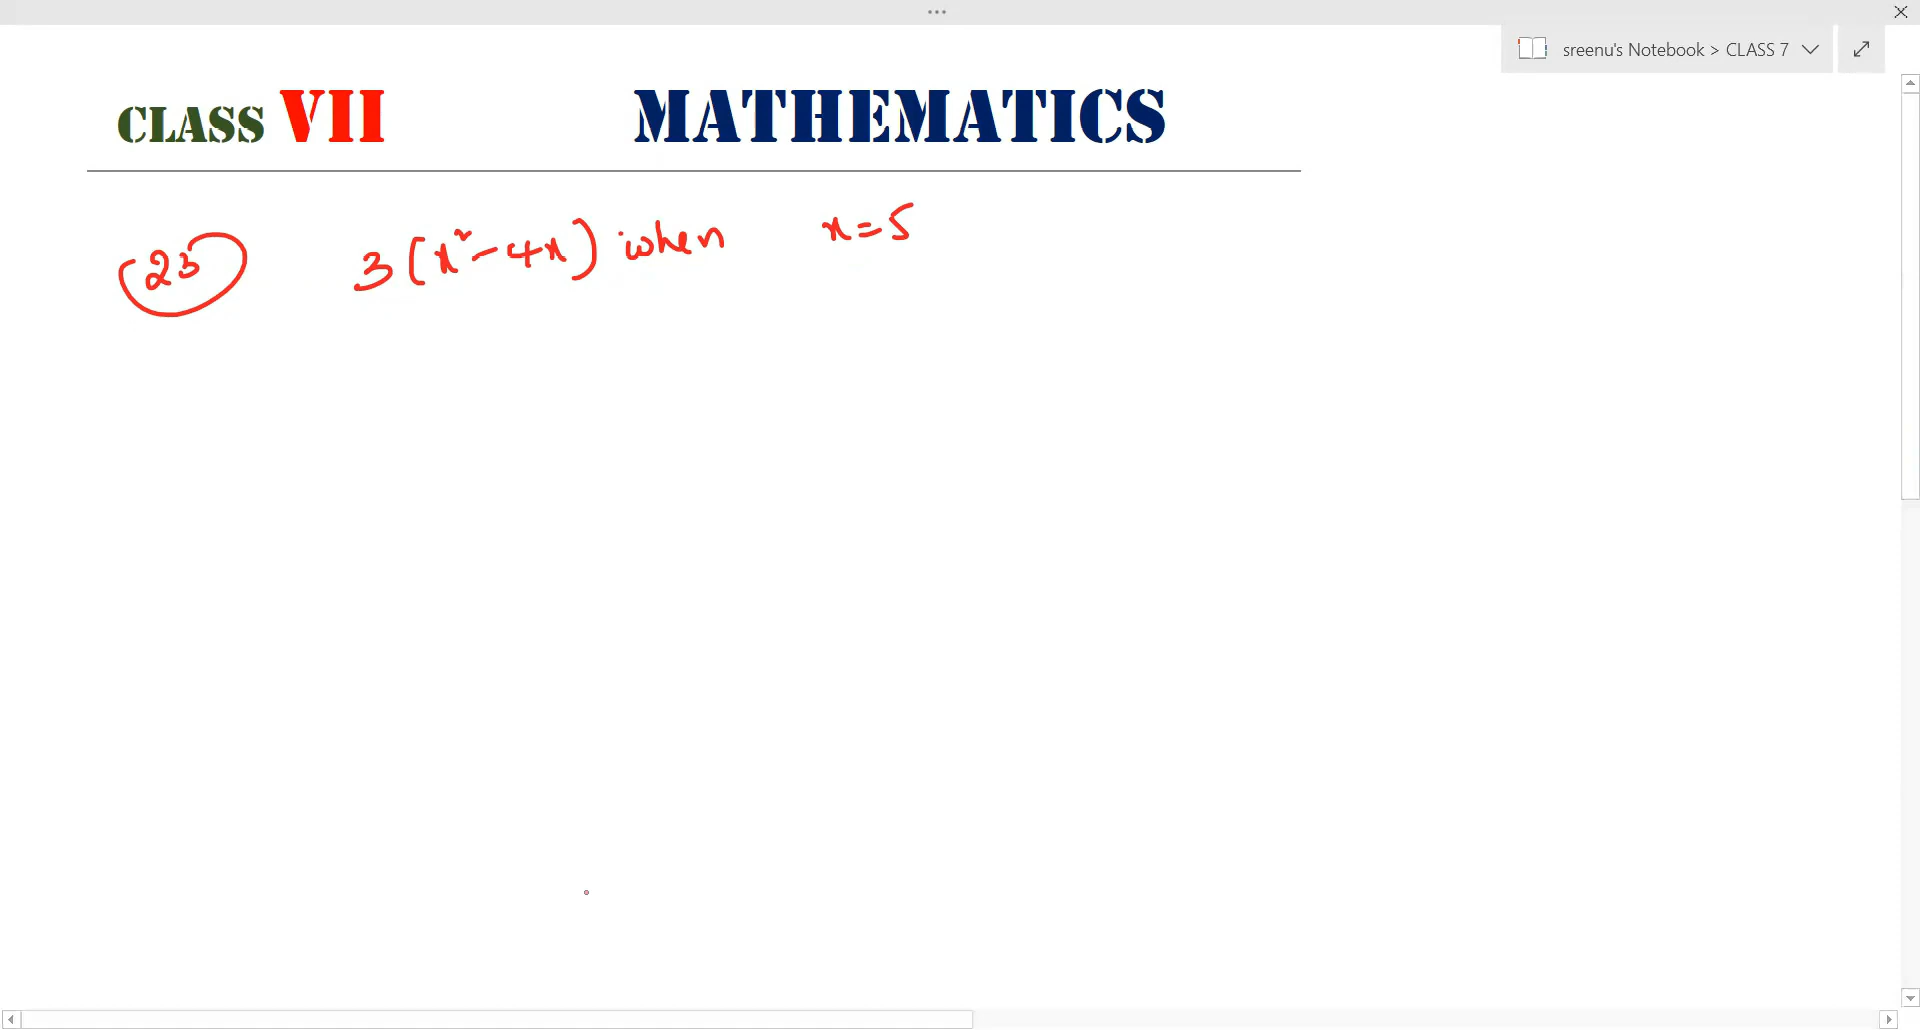 sreenu's Notebook > CLASS 7
CLASS VII MATHEMATICS
23 3(x²-4x) when x=5